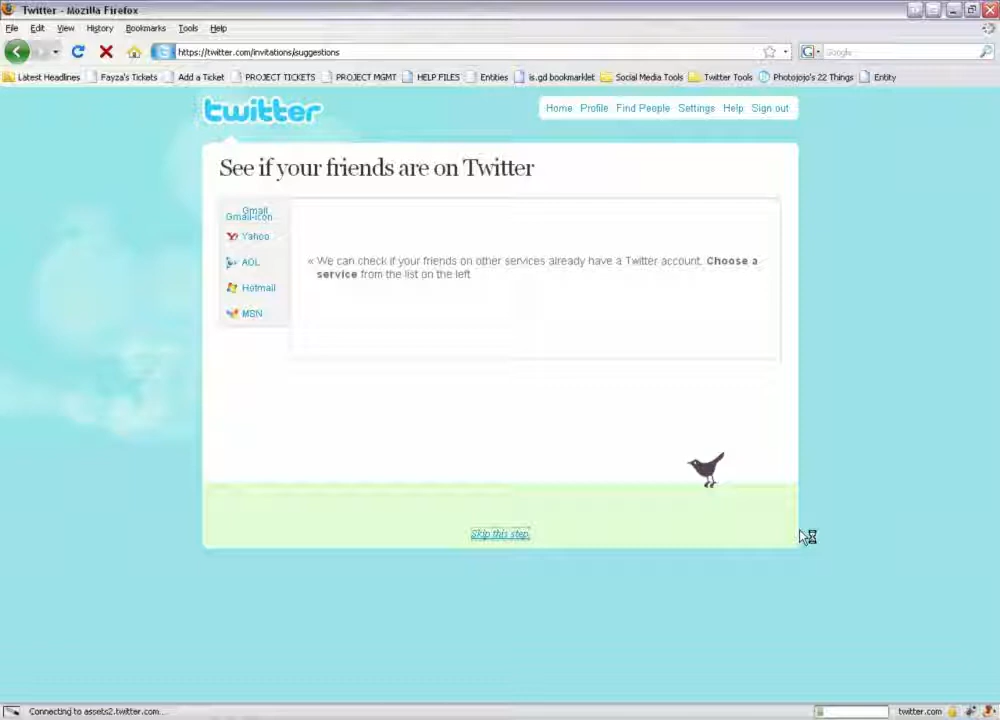 Twitter - Mozilla Firefox
File Edit View History Bookmarks Tools Help
https://twitter.com/invitations/suggestions
Google
Latest Headlines Fayza's Tickets Add a Ticket PROJECT TICKETS PROJECT MGMT HELP FILES Entities is.gd bookmarklet Social Media Tools Twitter Tools Photojojo's 22 Things Entity
twitter
Home Profile Find People Settings Help Sign out
See if your friends are on Twitter
Gmail
Gmail-icon
Yahoo
AOL
Hotmail
MSN
« We can check if your friends on other services already have a Twitter account. Choose a
service from the list on the left
Skip this step
Connecting to assets2.twitter.com...
twitter.com